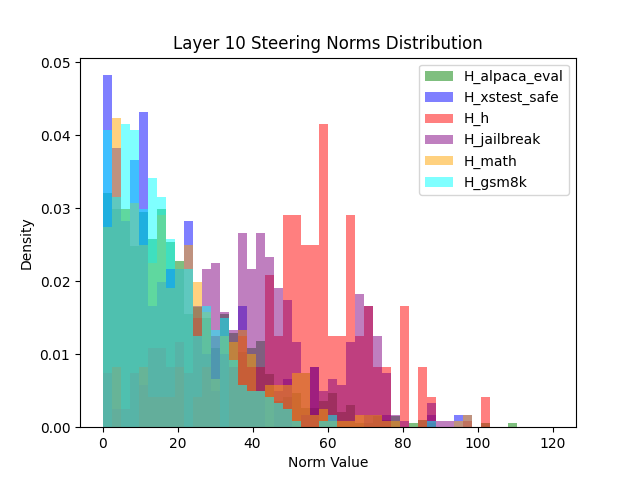 Layer 10 Steering Norms Distribution
0.05
0.04
0.03
0.02
0.01
0.00
Density
0
20
40
60
80
100
120
Norm Value
H_alpaca_eval
H_xstest_safe
H_h
H_jailbreak
H_math
H_gsm8k